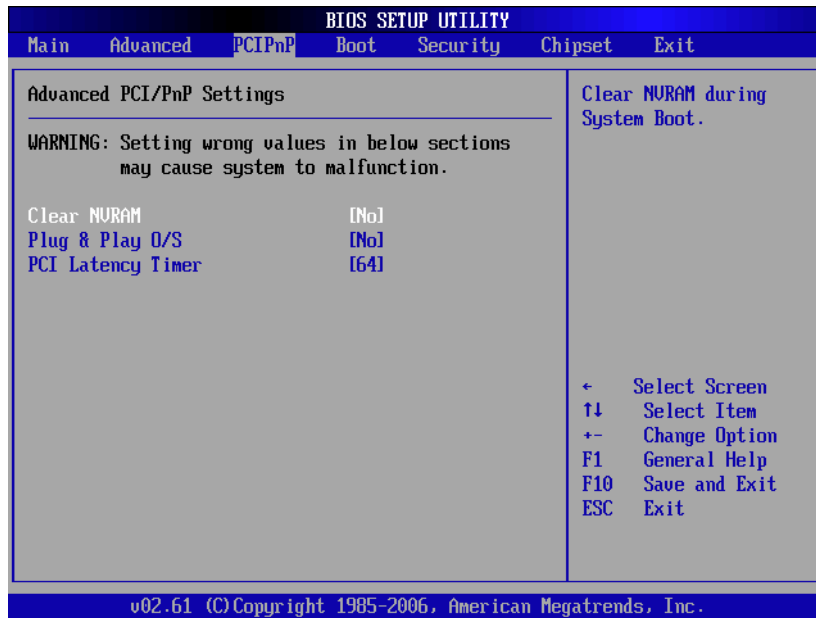 BIOS SETUP UTILITY
Main Advanced PCIPnP Boot Security Chipset Exit
Advanced PCI/PnP Settings
WARNING: Setting wrong values in below sections
may cause system to malfunction.
Clear NVRAM [No]
Plug & Play O/S [No]
PCI Latency Timer [64]
Clear NVRAM during
System Boot.
← Select Screen
↑↓ Select Item
+- Change Option
F1 General Help
F10 Save and Exit
ESC Exit
v02.61 (C)Copyright 1985-2006, American Megatrends, Inc.